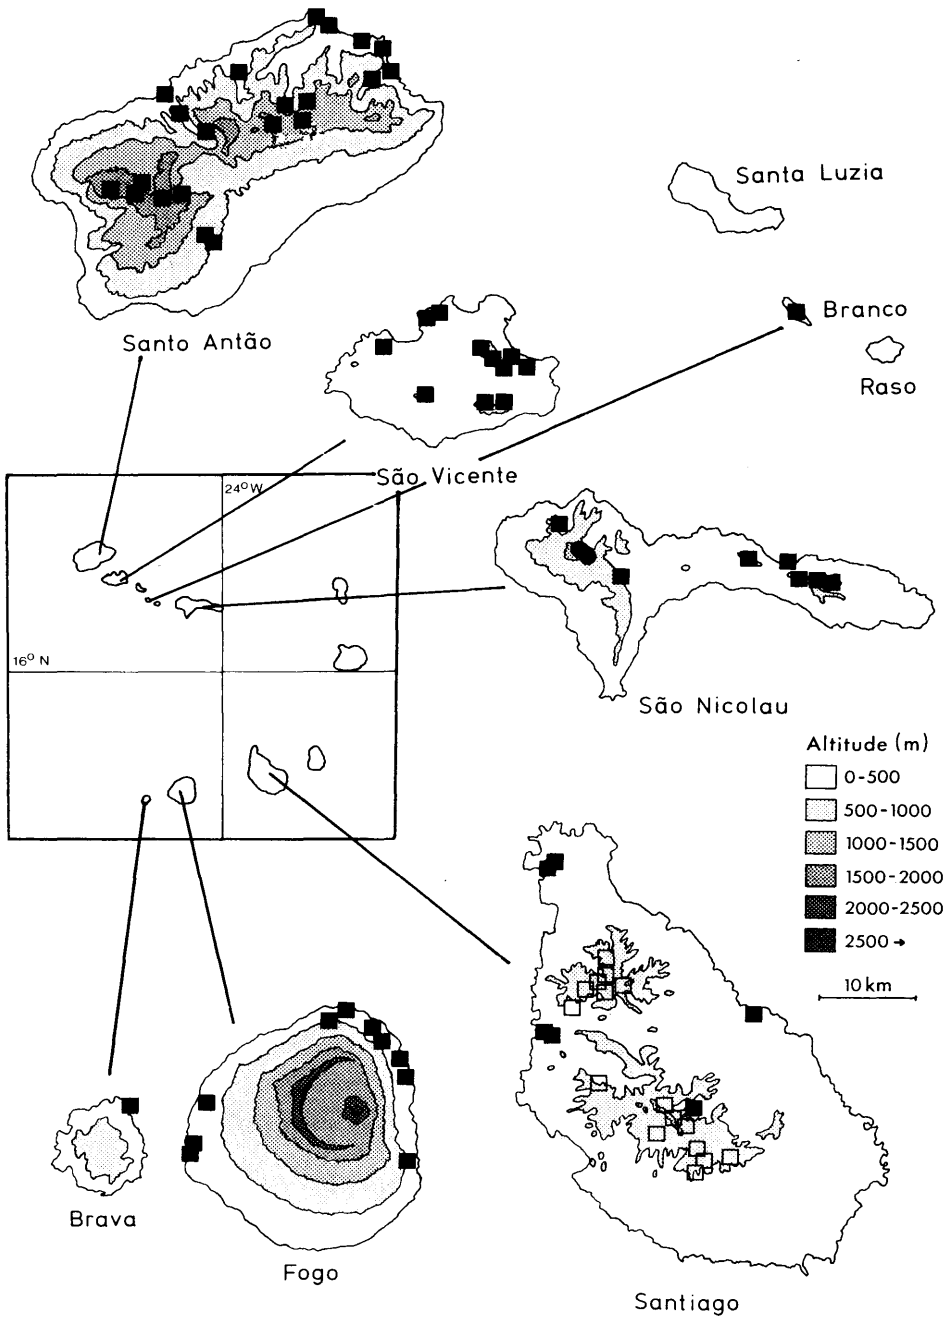 Santa Luzia
Branco
Raso
Santo Antão
São Vicente
24° W
16° N
São Nicolau
Altitude (m)
0-500
500-1000
1000-1500
1500-2000
2000-2500
2500 →
10 km
Brava
Fogo
Santiago